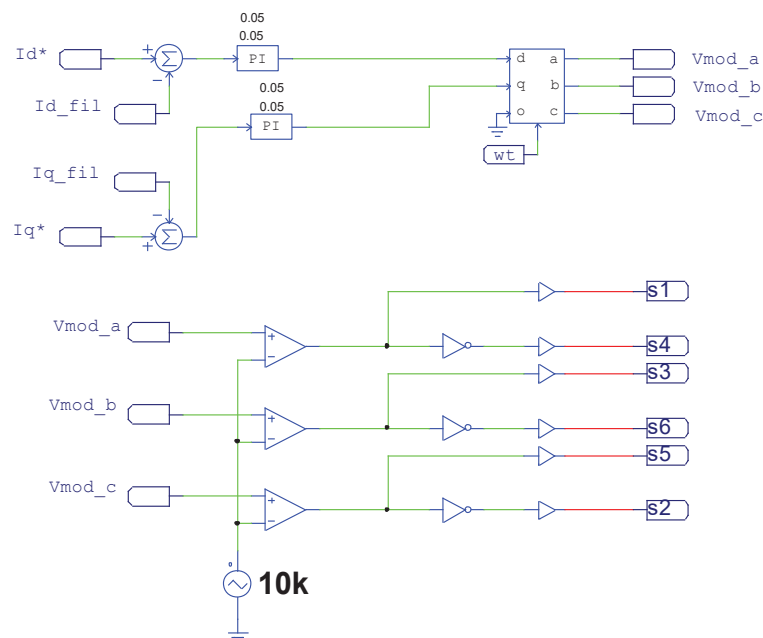 0.05
0.05
Id*
PI
d
a
Vmod_a
0.05
0.05
q
b
Vmod_b
Id_fil
PI
o
c
Vmod_c
wt
Iq_fil
Iq*
s1
Vmod_a
s4
s3
Vmod_b
s6
s5
Vmod_c
s2
10k